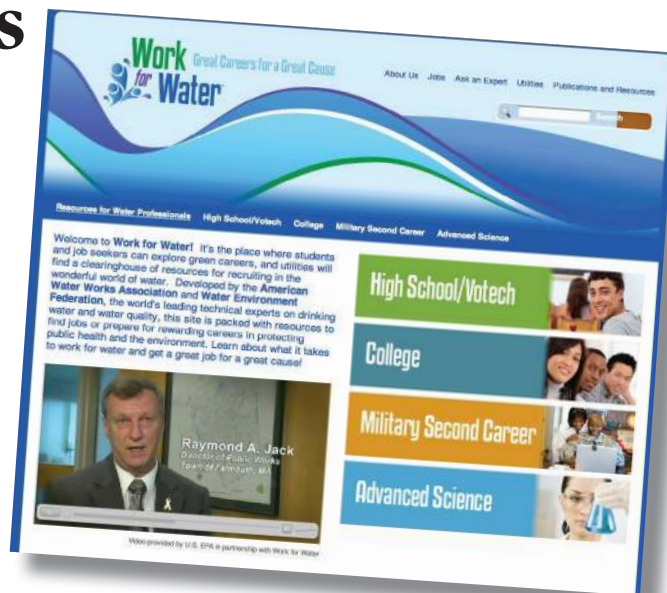 s
Work
for
Water
Great Careers for a Great Cause
About Us Jobs Ask an Expert Utilities Publications and Resources
Search
Resources for Water Professionals High School/Votech College Military Second Career Advanced Science
Welcome to Work for Water! It's the place where students
and job seekers can explore green careers, and utilities will
find a clearinghouse of resources for recruiting in the
wonderful world of water. Developed by the American
Water Works Association and Water Environment
Federation, the world's leading technical experts on drinking
water and water quality, this site is packed with resources to
find jobs or prepare for rewarding careers in protecting
public health and the environment. Learn about what it takes
to work for water and get a great job for a great cause!
High School/Votech
College
Military Second Career
Advanced Science
Raymond A. Jack
Director of Public Works
Town of Falmouth, MA
Video provided by U.S. EPA in partnership with Work for Water